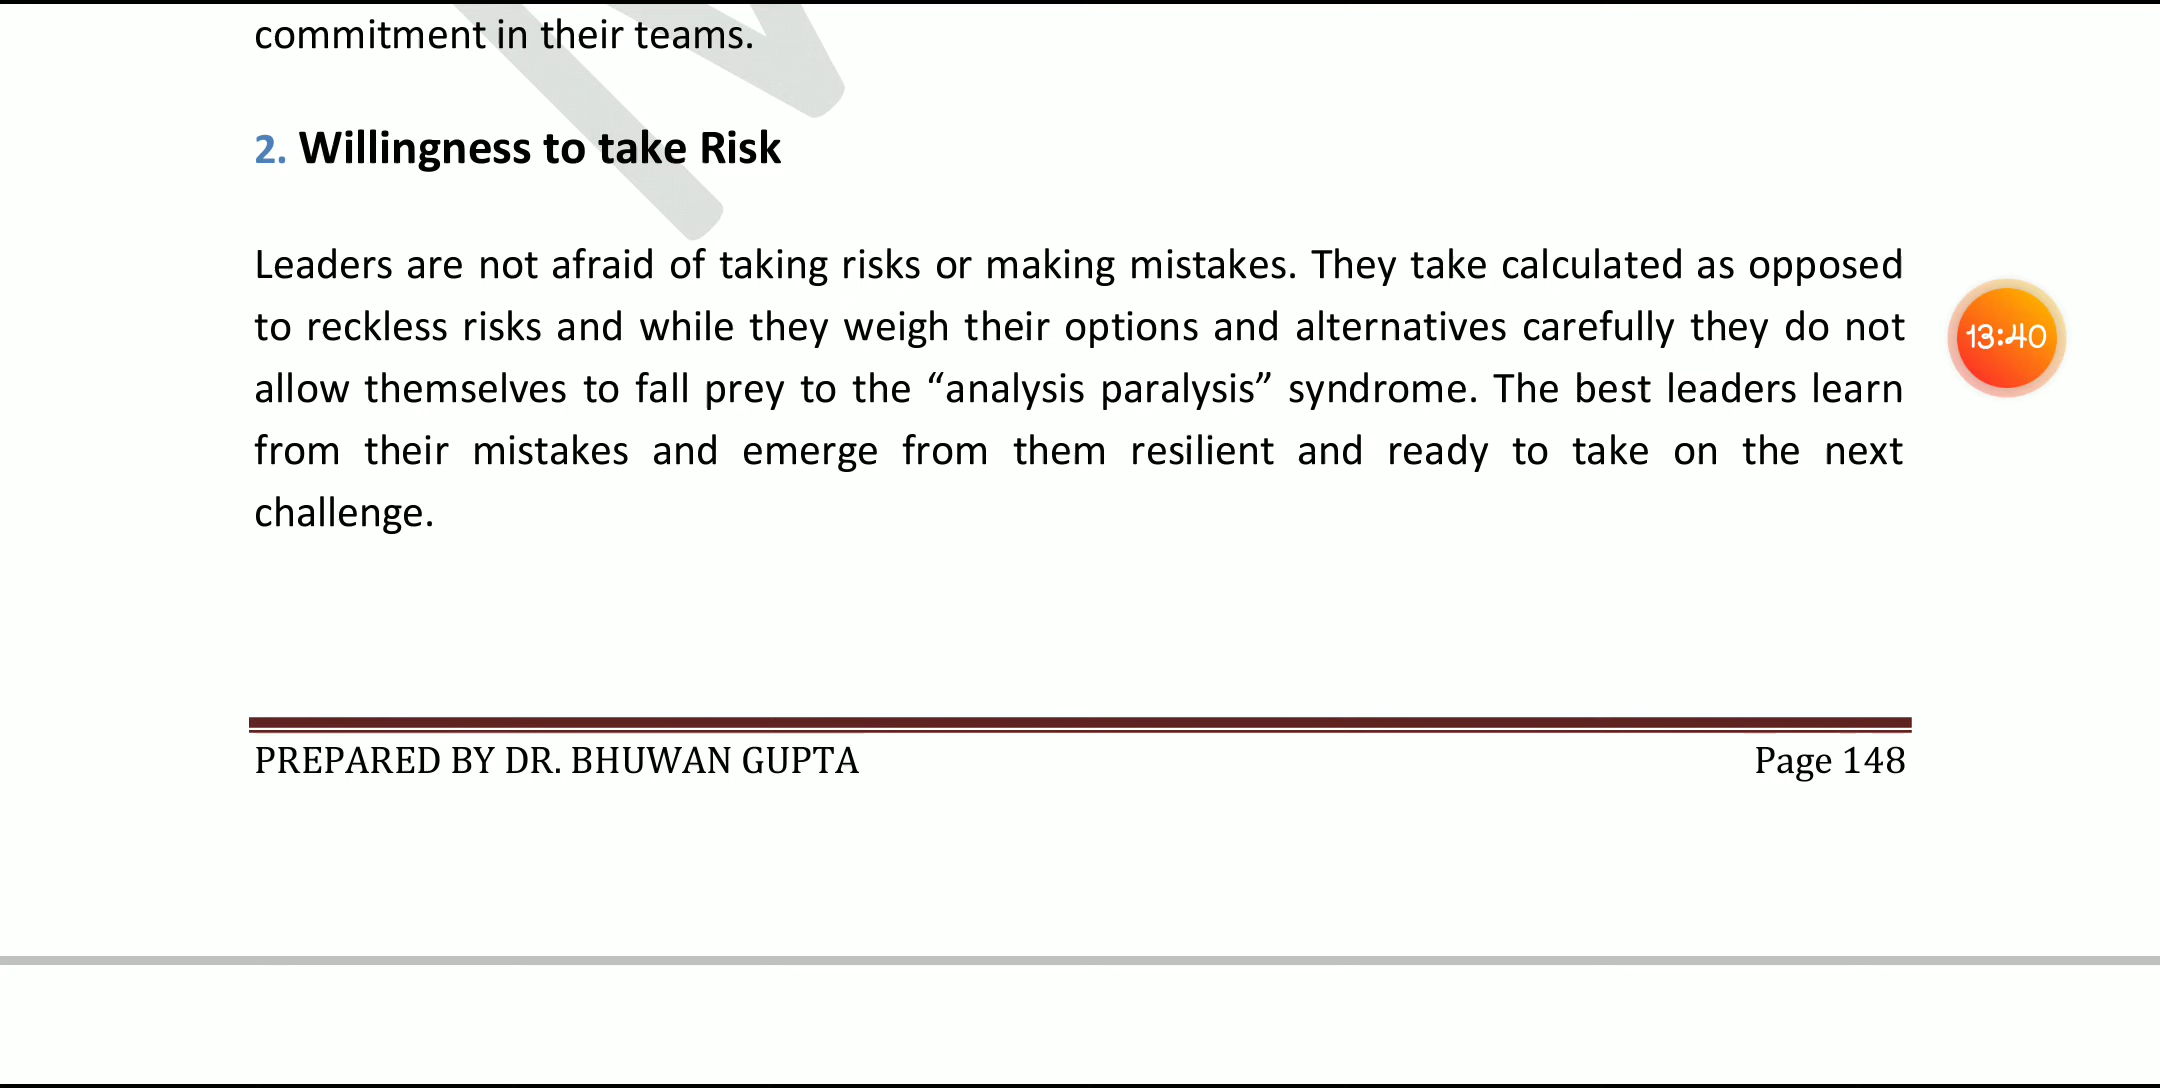 commitment in their teams.
2. Willingness to take Risk
Leaders are not afraid of taking risks or making mistakes. They take calculated as opposed
to reckless risks and while they weigh their options and alternatives carefully they do not
allow themselves to fall prey to the “analysis paralysis” syndrome. The best leaders learn
from their mistakes and emerge from them resilient and ready to take on the next
challenge.
13:40
PREPARED BY DR. BHUWAN GUPTA Page 148